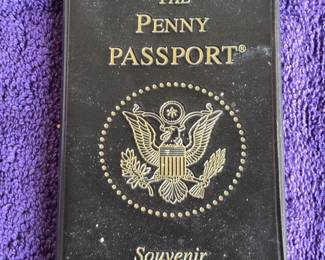 THE
PENNY
PASSPORT®
Souvenir